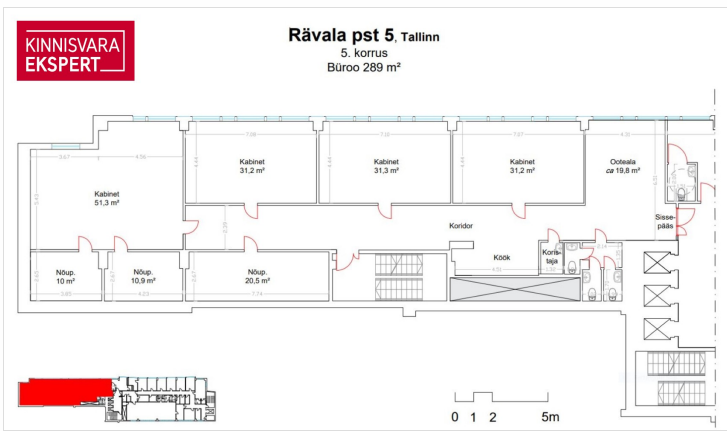 KINNISVARA
EKSPERT
Rävala pst 5, Tallinn
5. korrus
Büroo 289 m²
Kabinet
51,3 m²
Kabinet
31,2 m²
Kabinet
31,3 m²
Kabinet
31,2 m²
Ooteala
ca 19,8 m²
Sisse-
pääs
Koridor
Köök
Koris-
taja
Nõup.
10 m²
Nõup.
10,9 m²
Nõup.
20,5 m²
0 1 2 5m